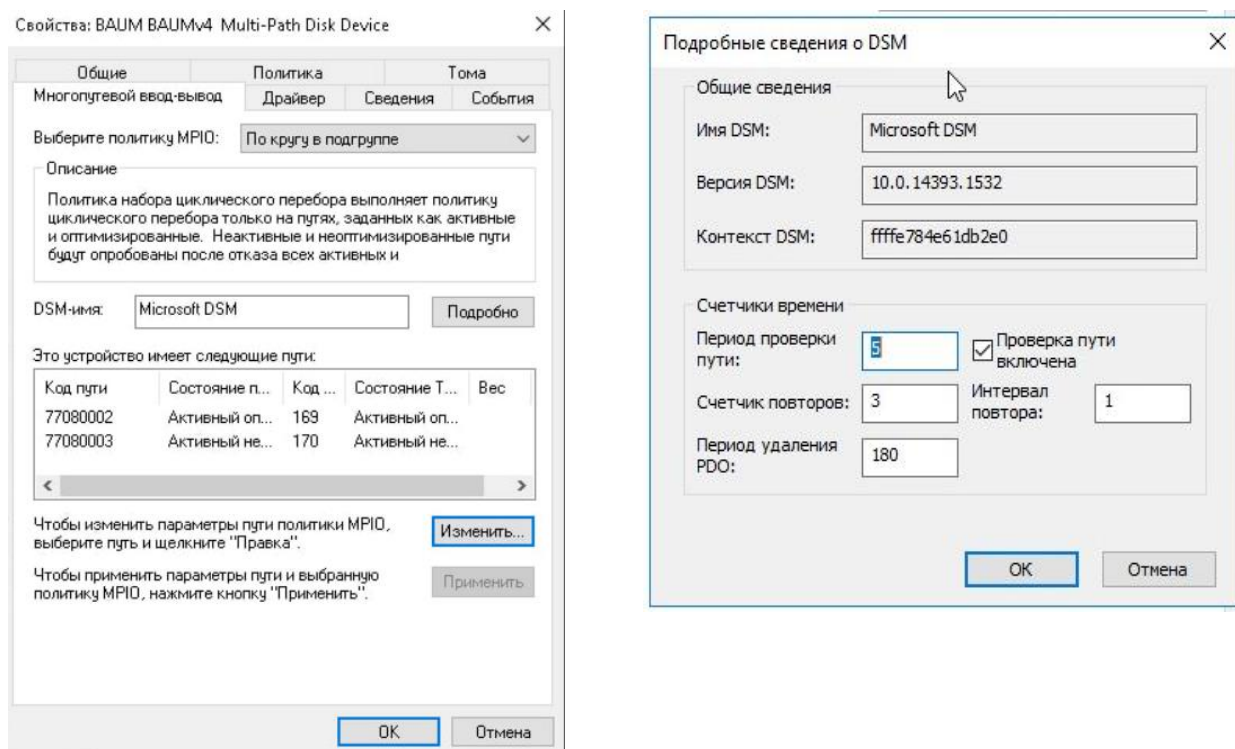 Свойства: BAUM BAUMv4 Multi-Path Disk Device
Общие Политика Тома
Многопутевой ввод-вывод Драйвер Сведения События
Выберите политику MPIO: По кругу в подгруппе
Описание
Политика набора циклического перебора выполняет политику
циклического перебора только на путях, заданных как активные
и оптимизированные. Неактивные и неоптимизированные пути
будут опробованы после отказа всех активных и
DSM-имя: Microsoft DSM Подробно
Это устройство имеет следующие пути:
Код пути Состояние п... Код ... Состояние Т... Вес
77080002 Активный оп... 169 Активный оп...
77080003 Активный не... 170 Активный не...
Чтобы изменить параметры пути политики MPIO,
выберите путь и щелкните "Правка".
Изменить...
Чтобы применить параметры пути и выбранную
политику MPIO, нажмите кнопку "Применить".
Применить
OK Отмена
Подробные сведения о DSM
Общие сведения
Имя DSM: Microsoft DSM
Версия DSM: 10.0.14393.1532
Контекст DSM: ffffe784e61db2e0
Счетчики времени
Период проверки
пути:
5
Проверка пути
включена
Счетчик повторов: 3
Интервал
повтора:
1
Период удаления
PDO:
180
OK Отмена